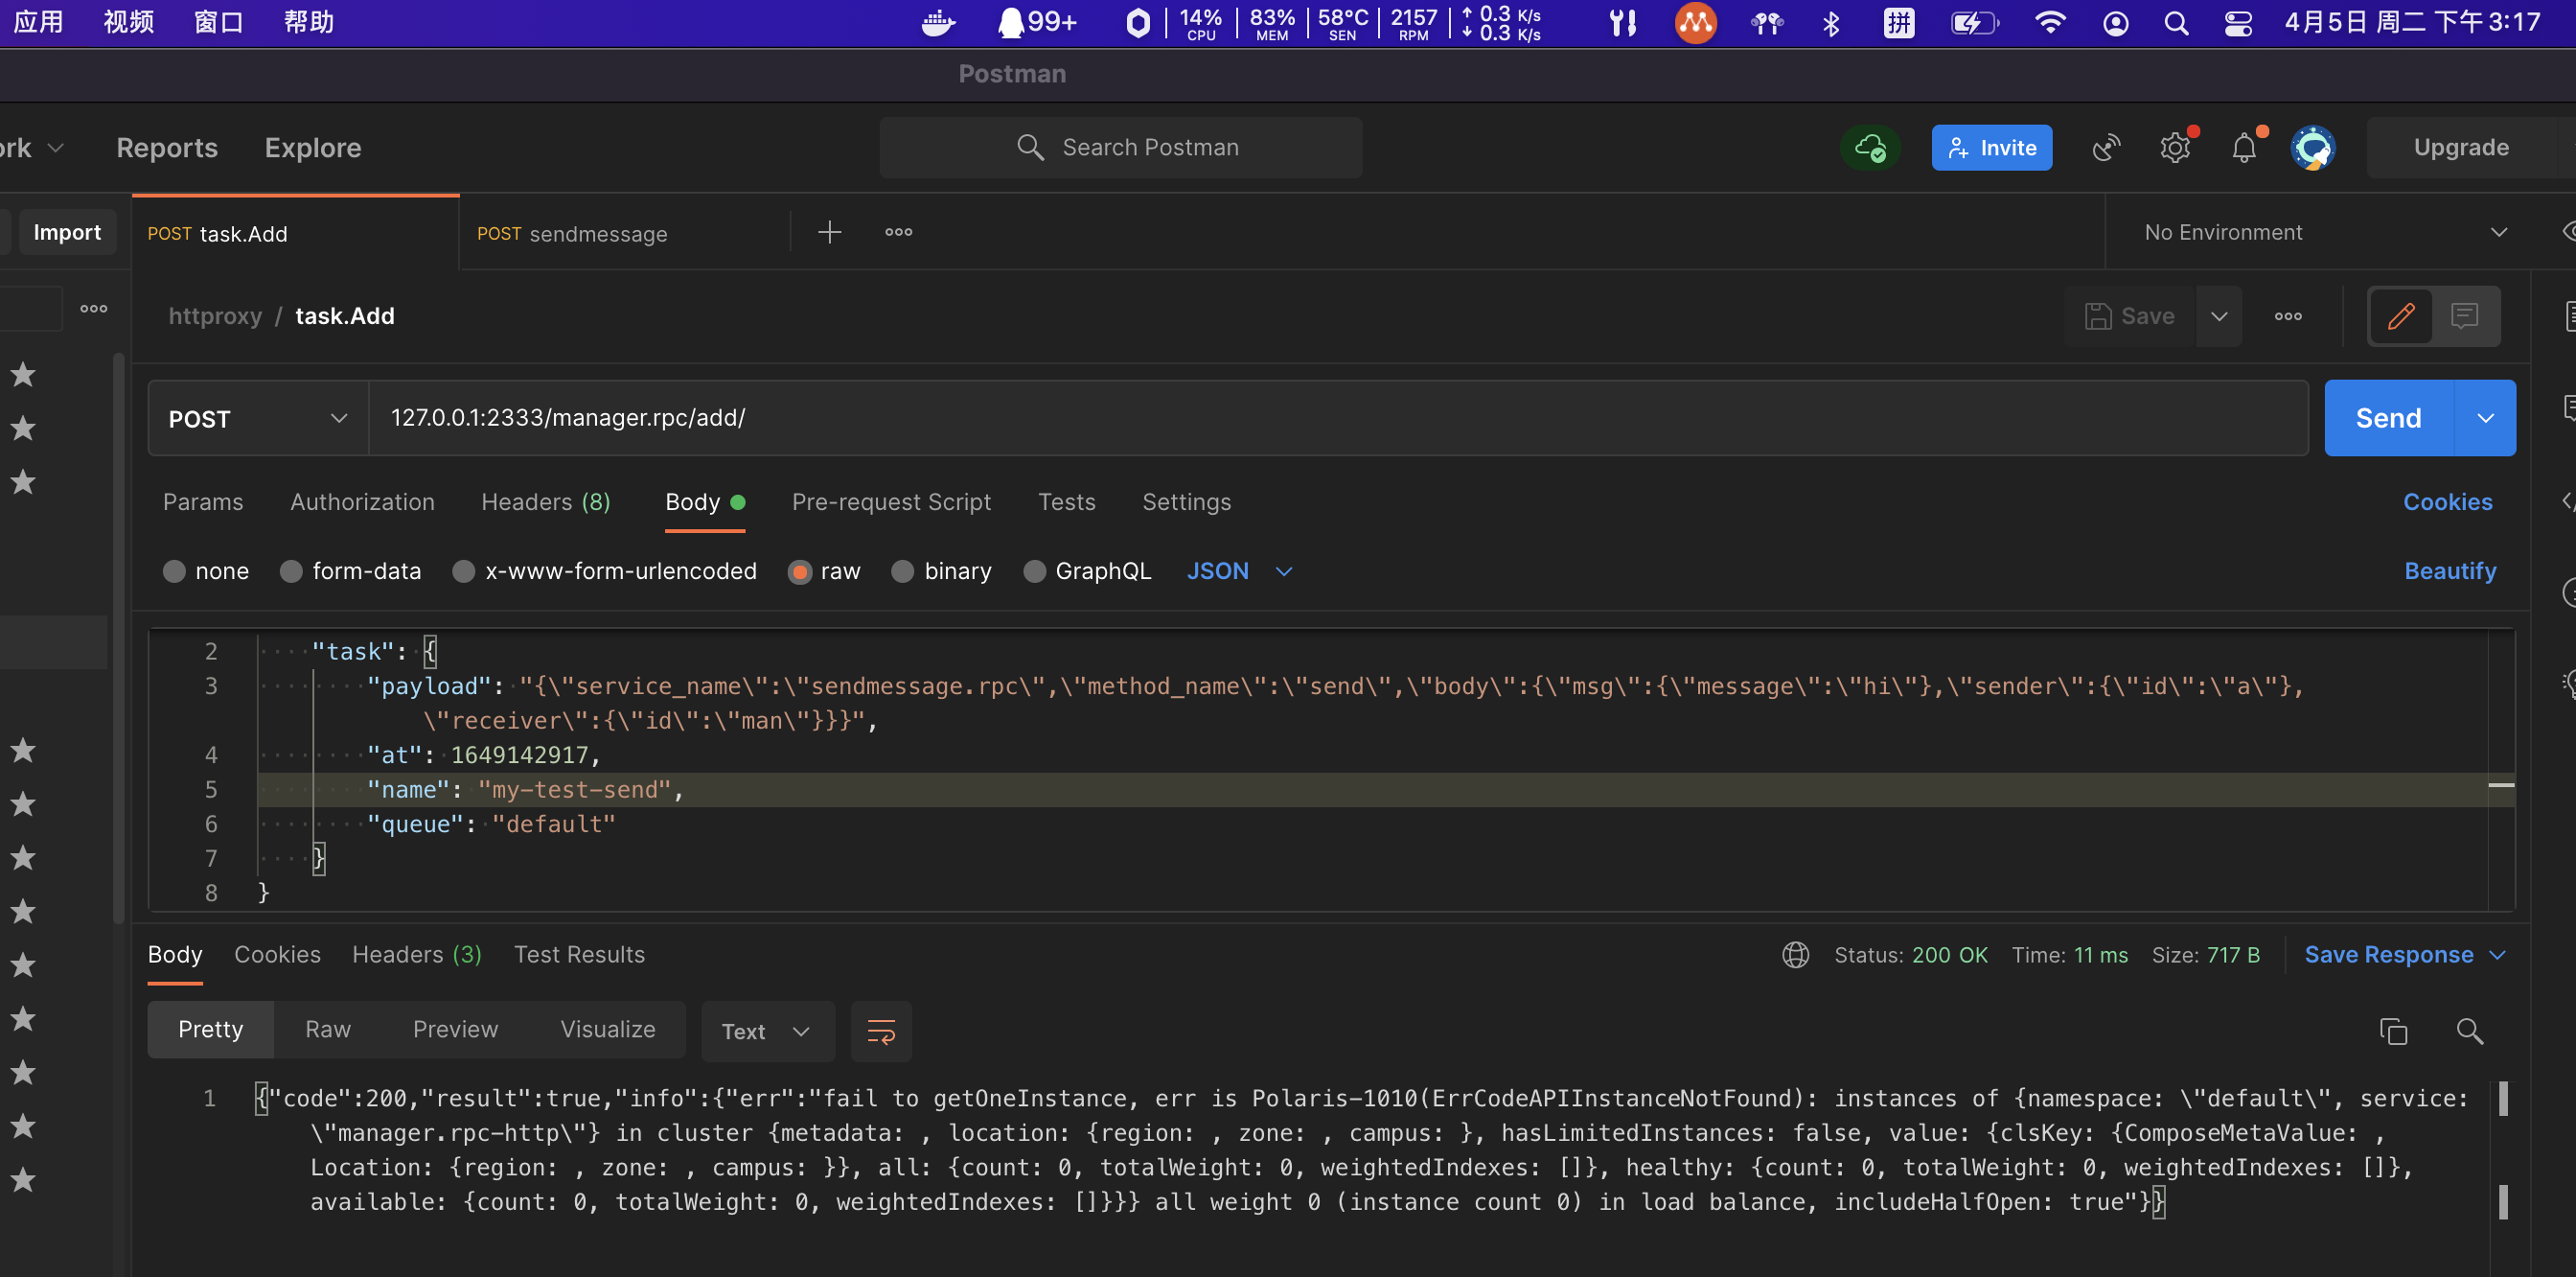 应用 视频 窗口 帮助 99+ 14% CPU 83% MEM 58°C SEN 2157 RPM ↑ 0.3 K/s ↓ 0.3 K/s 拼 4月5日 周二 下午3:17
Postman
ork Reports Explore Search Postman Invite Upgrade
Import POST task.Add POST sendmessage No Environment
httproxy / task.Add Save
POST 127.0.0.1:2333/manager.rpc/add/ Send
Params Authorization Headers (8) Body Pre-request Script Tests Settings Cookies
none form-data x-www-form-urlencoded raw binary GraphQL JSON Beautify
2 "task": {
3 "payload": "{\"service_name\":\"sendmessage.rpc\",\"method_name\":\"send\",\"body\":{\"msg\":{\"message\":\"hi\"},\"sender\":{\"id\":\"a\"},
\"receiver\":{\"id\":\"man\"}}}",
4 "at": 1649142917,
5 "name": "my-test-send",
6 "queue": "default"
7 }
8 }
Body Cookies Headers (3) Test Results Status: 200 OK Time: 11 ms Size: 717 B Save Response
Pretty Raw Preview Visualize Text
1 {"code":200,"result":true,"info":{"err":"fail to getOneInstance, err is Polaris-1010(ErrCodeAPIInstanceNotFound): instances of {namespace: \"default\", service:
\"manager.rpc-http\"} in cluster {metadata: , location: {region: , zone: , campus: }, hasLimitedInstances: false, value: {clsKey: {ComposeMetaValue: ,
Location: {region: , zone: , campus: }}, all: {count: 0, totalWeight: 0, weightedIndexes: []}, healthy: {count: 0, totalWeight: 0, weightedIndexes: []},
available: {count: 0, totalWeight: 0, weightedIndexes: []}}} all weight 0 (instance count 0) in load balance, includeHalfOpen: true"}}